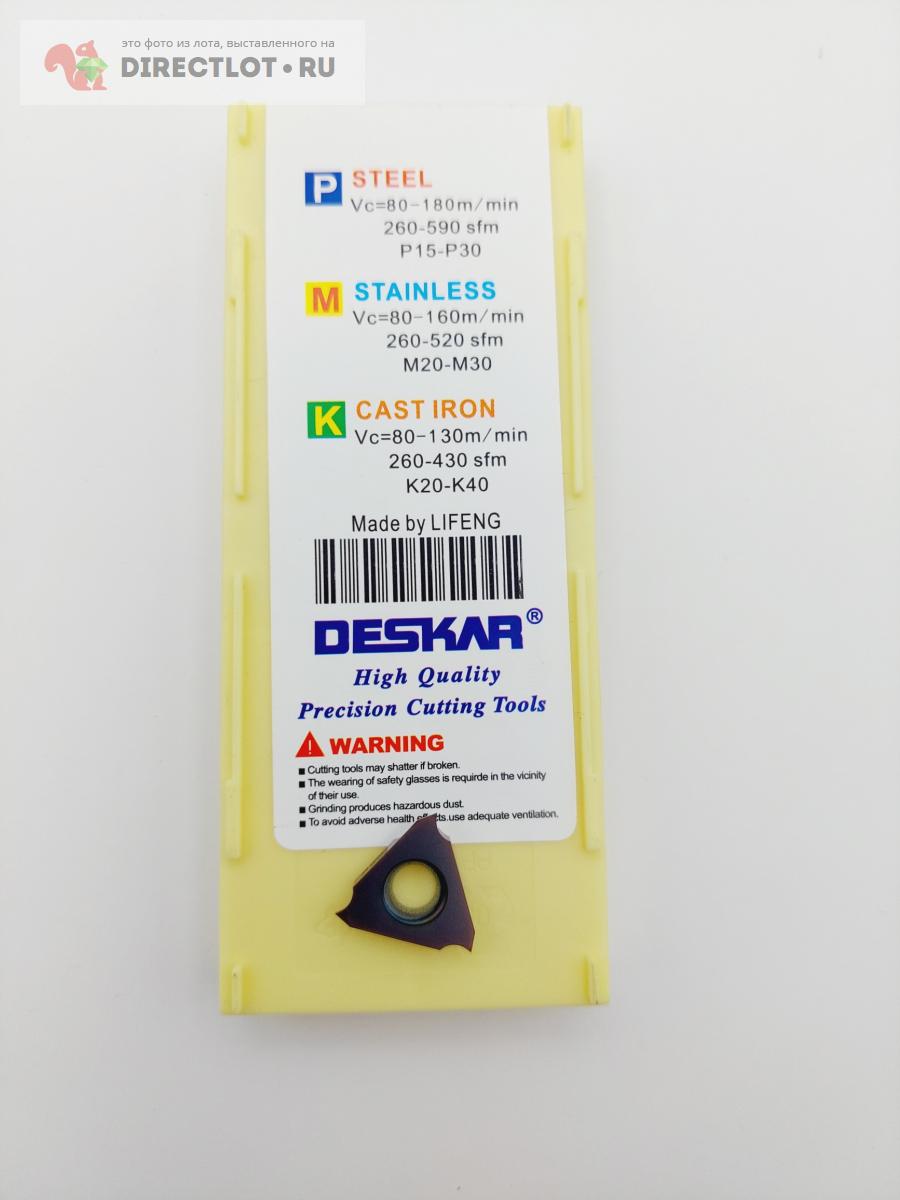 это фото из лота, выставленного на
DIRECTLOT•RU
P STEEL
Vc=80-180m/min
260-590 sfm
P15-P30
M STAINLESS
Vc=80-160m/min
260-520 sfm
M20-M30
K CAST IRON
Vc=80-130m/min
260-430 sfm
K20-K40
Made by LIFENG
DESKAR®
High Quality
Precision Cutting Tools
WARNING
■ Cutting tools may shatter if broken.
■ The wearing of safety glasses is requirde in the vicinity
of their use.
■ Grinding produces hazardous dust.
■ To avoid adverse health use adequate ventilation.